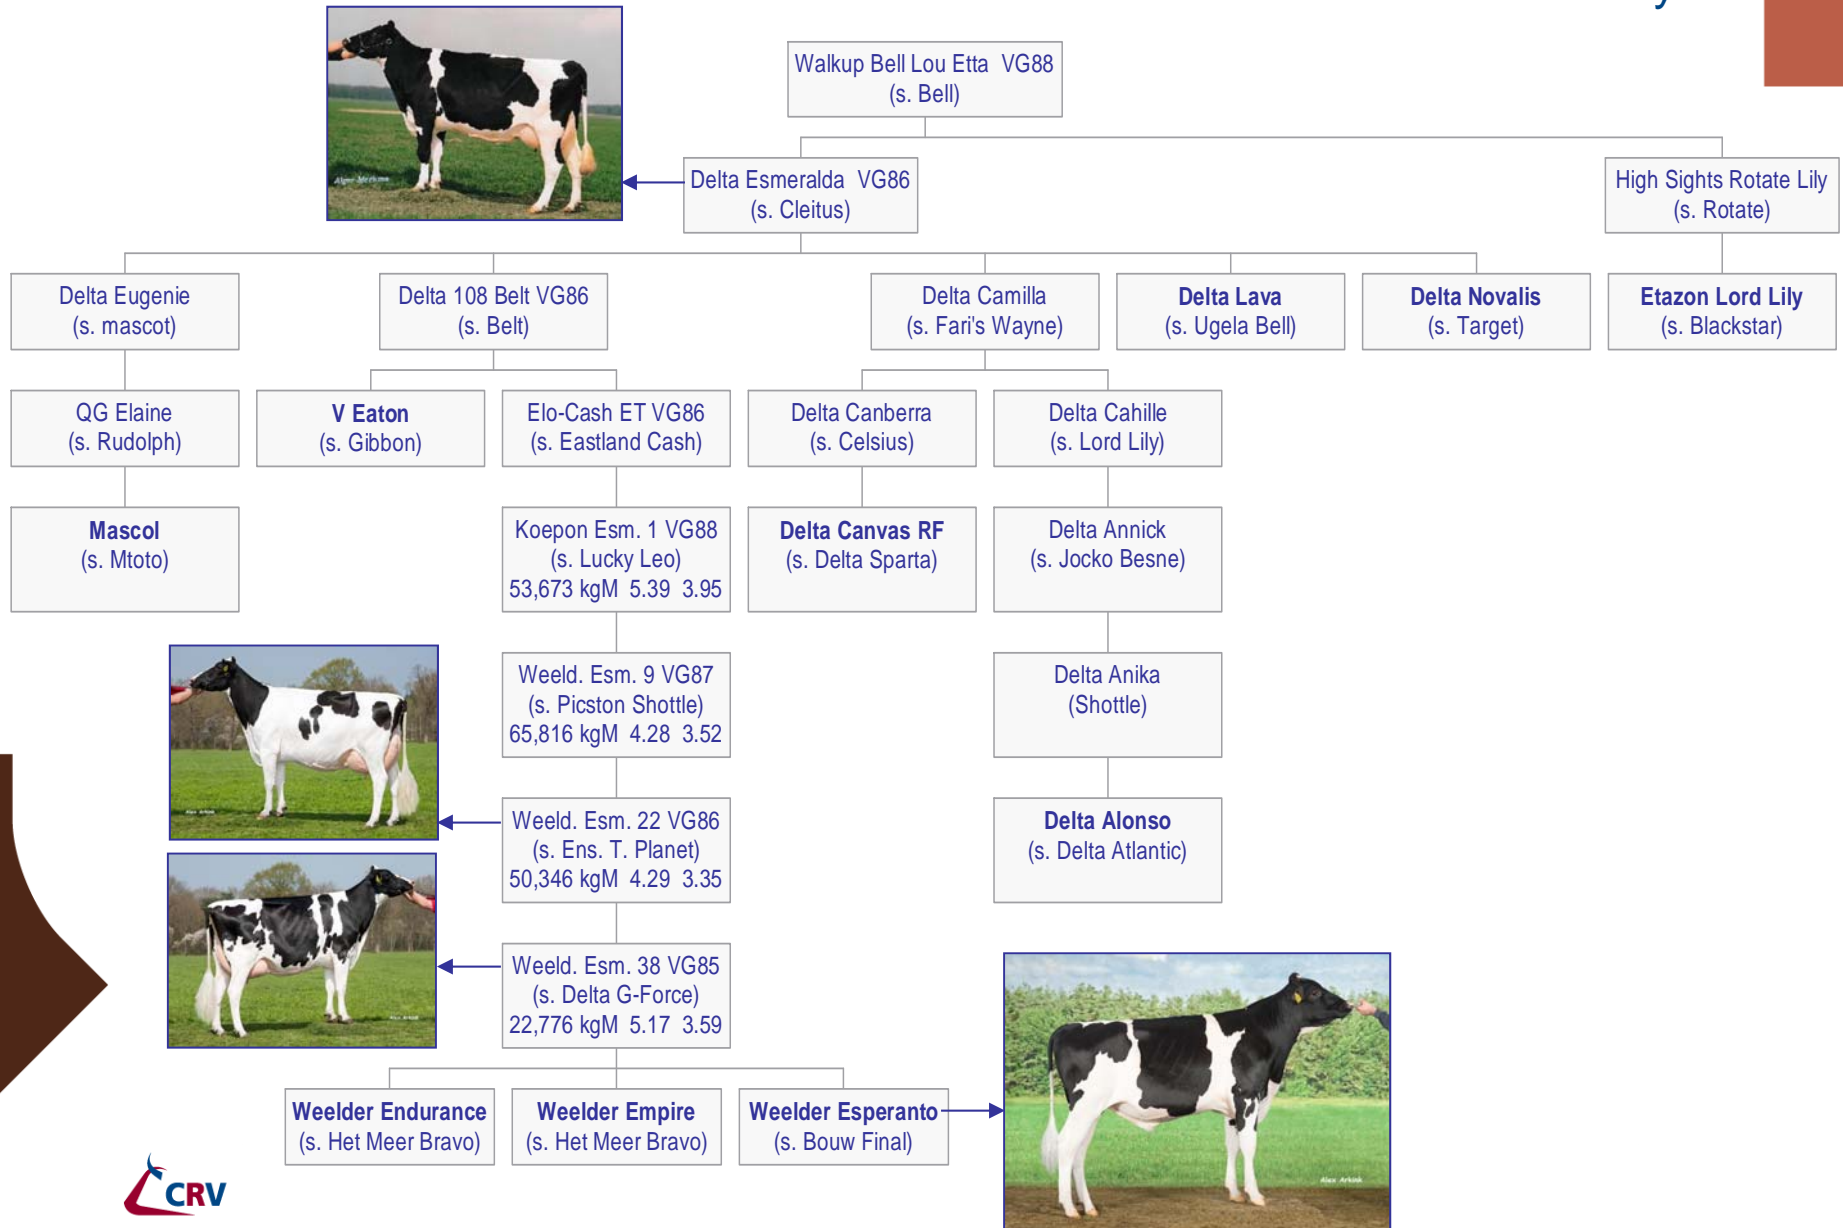 y
Walkup Bell Lou Etta VG88
(s. Bell)
Delta Esmeralda VG86
(s. Cleitus)
High Sights Rotate Lily
(s. Rotate)
Delta Eugenie
(s. mascot)
Delta 108 Belt VG86
(s. Belt)
Delta Camilla
(s. Fari's Wayne)
Delta Lava
(s. Ugela Bell)
Delta Novalis
(s. Target)
Etazon Lord Lily
(s. Blackstar)
QG Elaine
(s. Rudolph)
V Eaton
(s. Gibbon)
Elo-Cash ET VG86
(s. Eastland Cash)
Delta Canberra
(s. Celsius)
Delta Cahille
(s. Lord Lily)
Mascol
(s. Mtoto)
Koepon Esm. 1 VG88
(s. Lucky Leo)
53,673 kgM 5.39 3.95
Delta Canvas RF
(s. Delta Sparta)
Delta Annick
(s. Jocko Besne)
Weeld. Esm. 9 VG87
(s. Picston Shottle)
65,816 kgM 4.28 3.52
Delta Anika
(Shottle)
Weeld. Esm. 22 VG86
(s. Ens. T. Planet)
50,346 kgM 4.29 3.35
Delta Alonso
(s. Delta Atlantic)
Weeld. Esm. 38 VG85
(s. Delta G-Force)
22,776 kgM 5.17 3.59
Weelder Endurance
(s. Het Meer Bravo)
Weelder Empire
(s. Het Meer Bravo)
Weelder Esperanto
(s. Bouw Final)
Alex Arkink
Alex Arkink
Alex Arkink
CRV